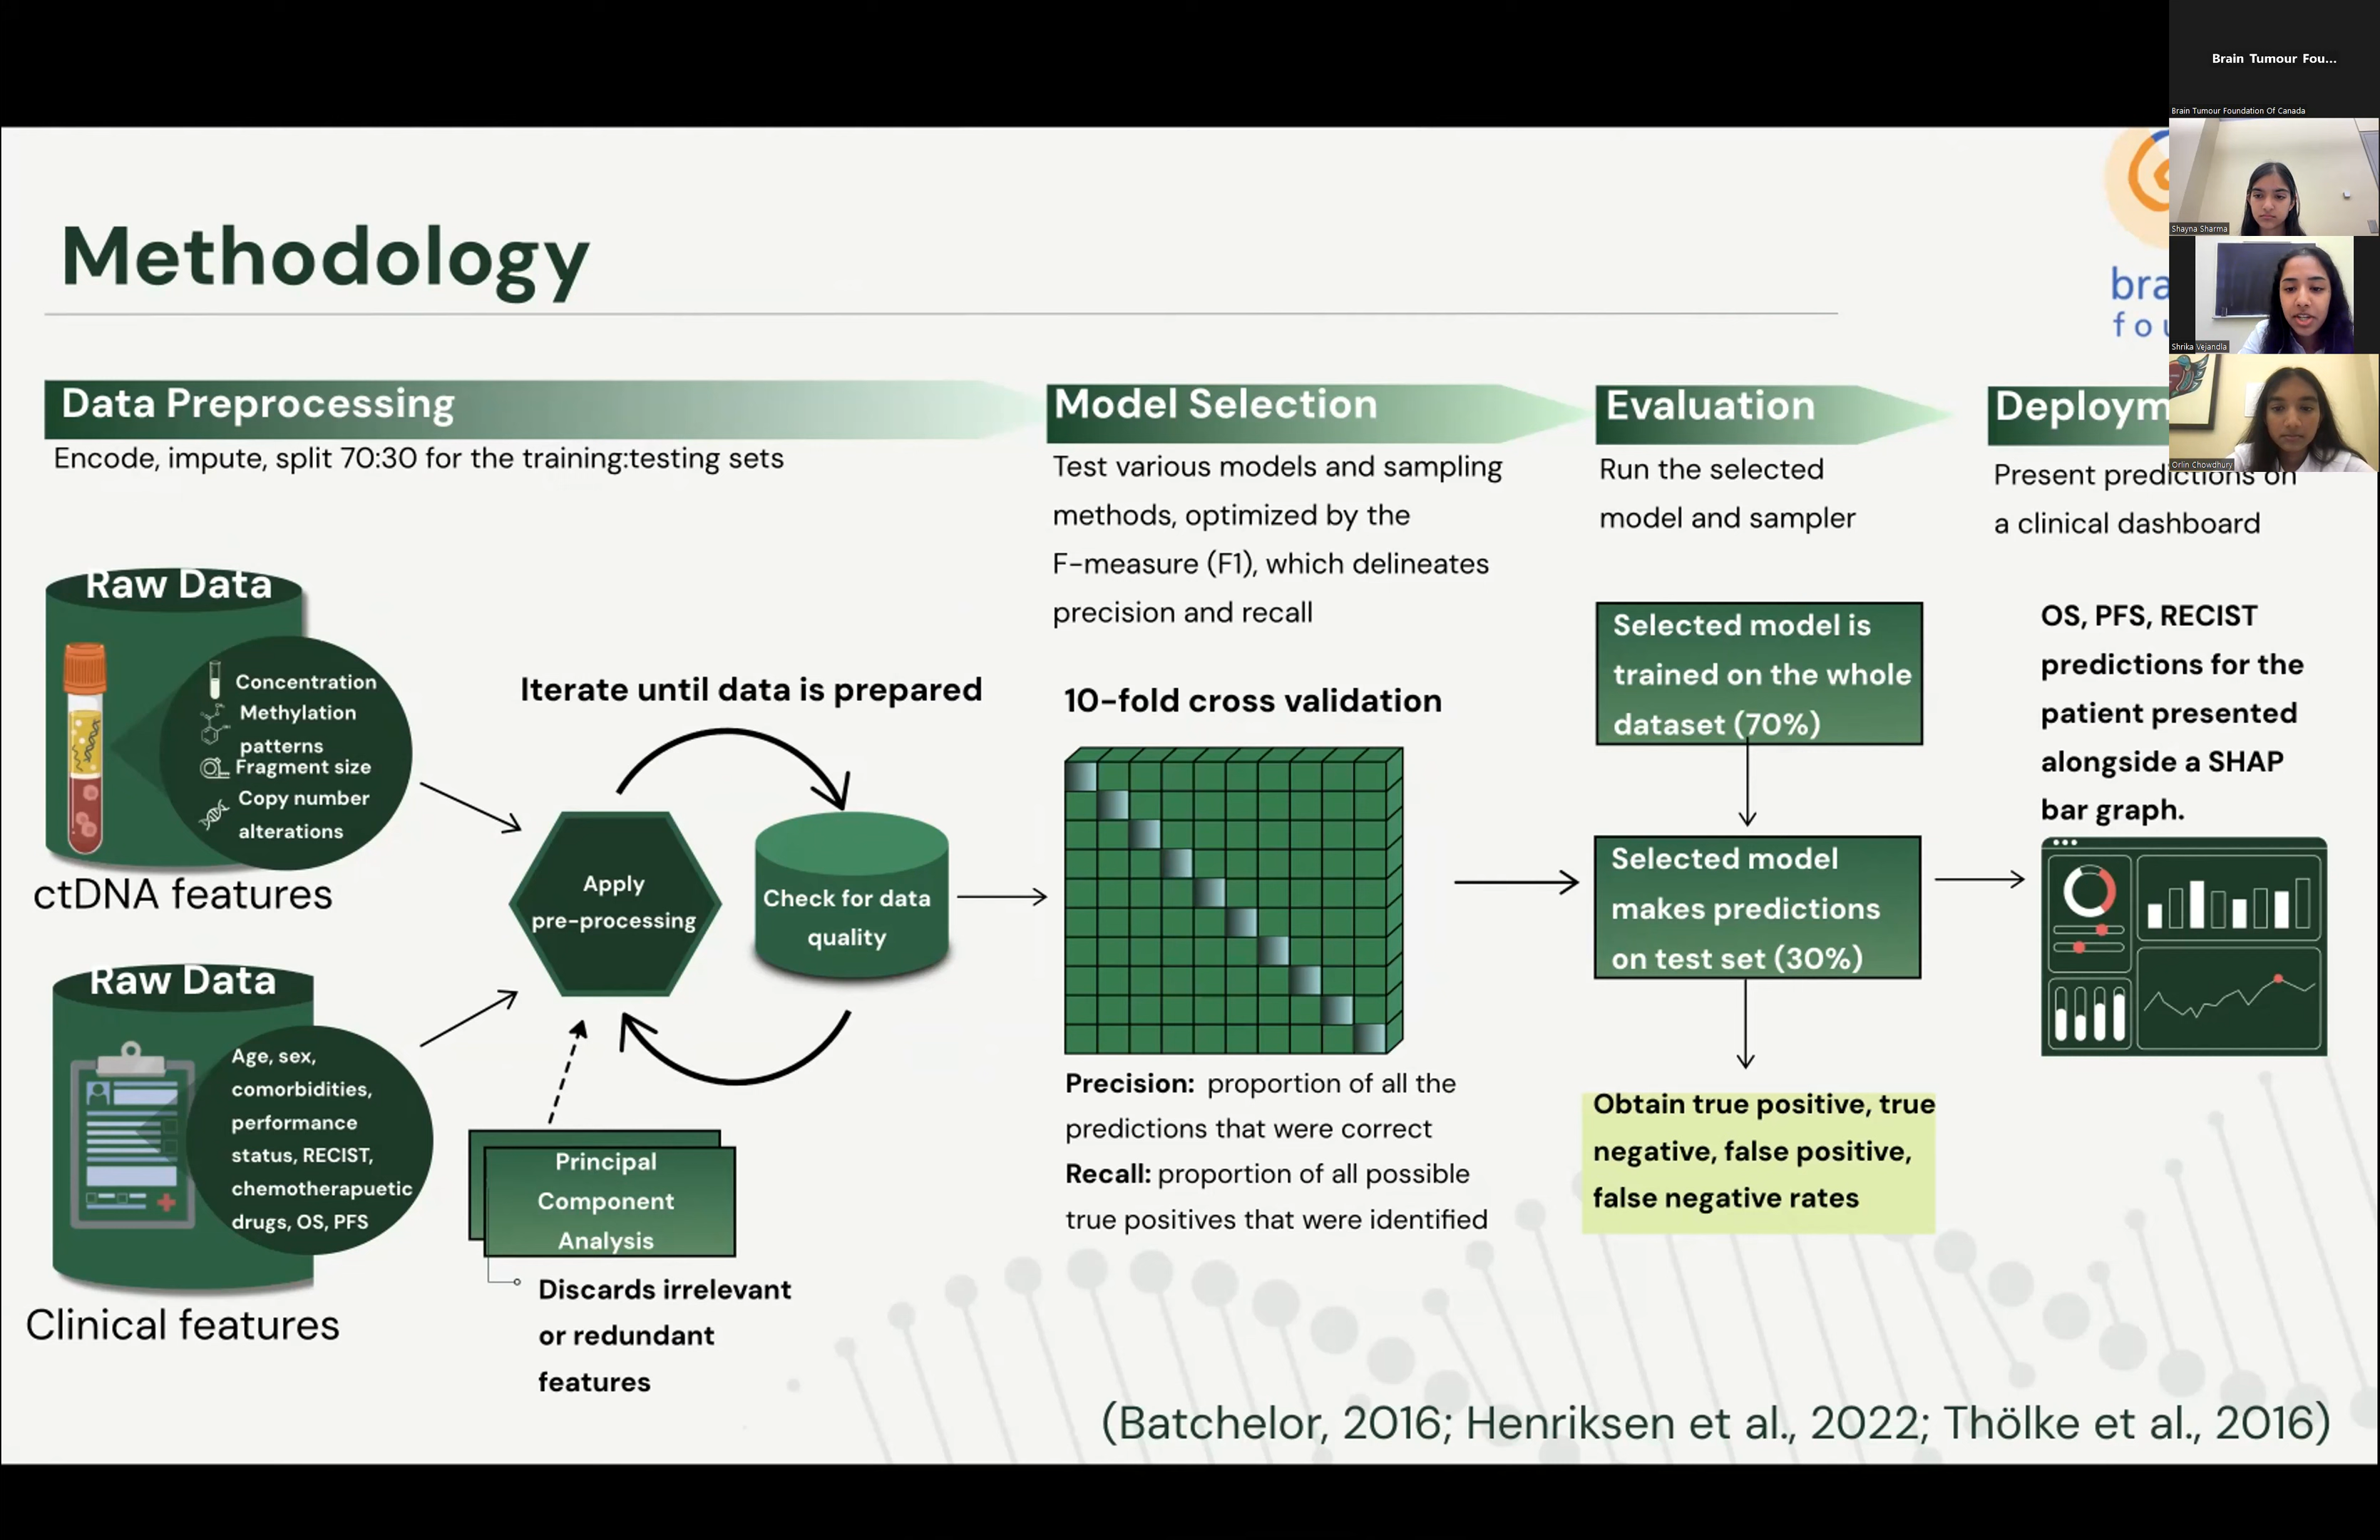 Brain Tumour Fou...
Brain Tumour Foundation Of Canada
Shayna Sharma
Shrika Vejandla
Orlin Chowdhury
bra
fou
Methodology
Data Preprocessing
Encode, impute, split 70:30 for the training:testing sets
Raw Data
Concentration
Methylation
patterns
Fragment size
Copy number
alterations
ctDNA features
Raw Data
Age, sex,
comorbidities,
performance
status, RECIST,
chemotherapuetic
drugs, OS, PFS
Clinical features
Iterate until data is prepared
Apply
pre-processing
Check for data
quality
Principal
Component
Analysis
Discards irrelevant
or redundant
features
Model Selection
Test various models and sampling
methods, optimized by the
F-measure (F1), which delineates
precision and recall
10-fold cross validation
Precision: proportion of all the
predictions that were correct
Recall: proportion of all possible
true positives that were identified
Evaluation
Run the selected
model and sampler
Selected model is
trained on the whole
dataset (70%)
Selected model
makes predictions
on test set (30%)
Obtain true positive, true
negative, false positive,
false negative rates
Deploym
Present predictions on
a clinical dashboard
OS, PFS, RECIST
predictions for the
patient presented
alongside a SHAP
bar graph.
(Batchelor, 2016; Henriksen et al., 2022; Thölke et al., 2016)